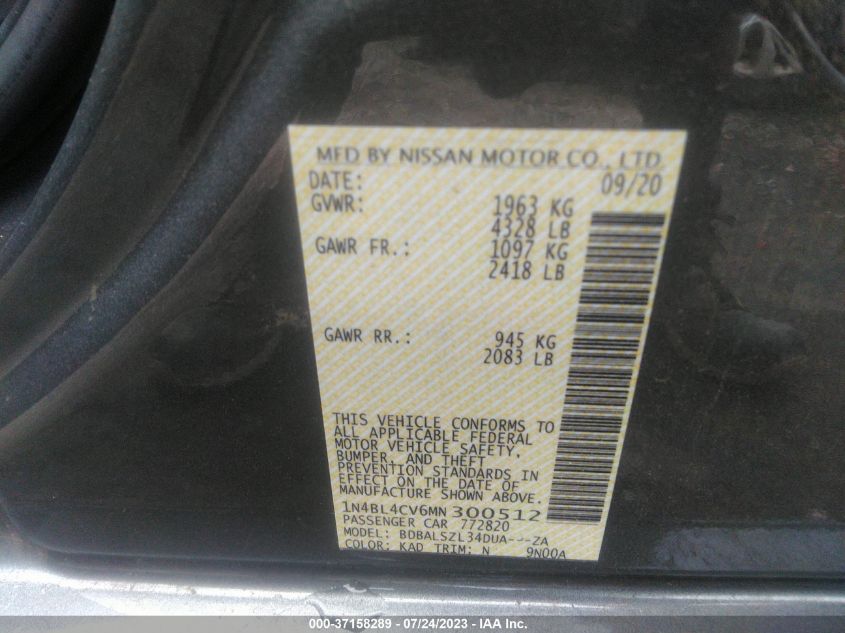 MFD BY NISSAN MOTOR CO., LTD.
DATE: 09/20
GVWR: 1963 KG
4328 LB
GAWR FR.: 1097 KG
2418 LB
GAWR RR.: 945 KG
2083 LB
THIS VEHICLE CONFORMS TO
ALL APPLICABLE FEDERAL
MOTOR VEHICLE SAFETY,
BUMPER, AND THEFT
PREVENTION STANDARDS IN
EFFECT ON THE DATE OF
MANUFACTURE SHOWN ABOVE.
1N4BL4CV6MN300512
PASSENGER CAR 772820
MODEL: BDBALSZL34DUA---ZA
COLOR: KAD TRIM: N 9N00A
000-37158289 - 07/24/2023 - IAA Inc.